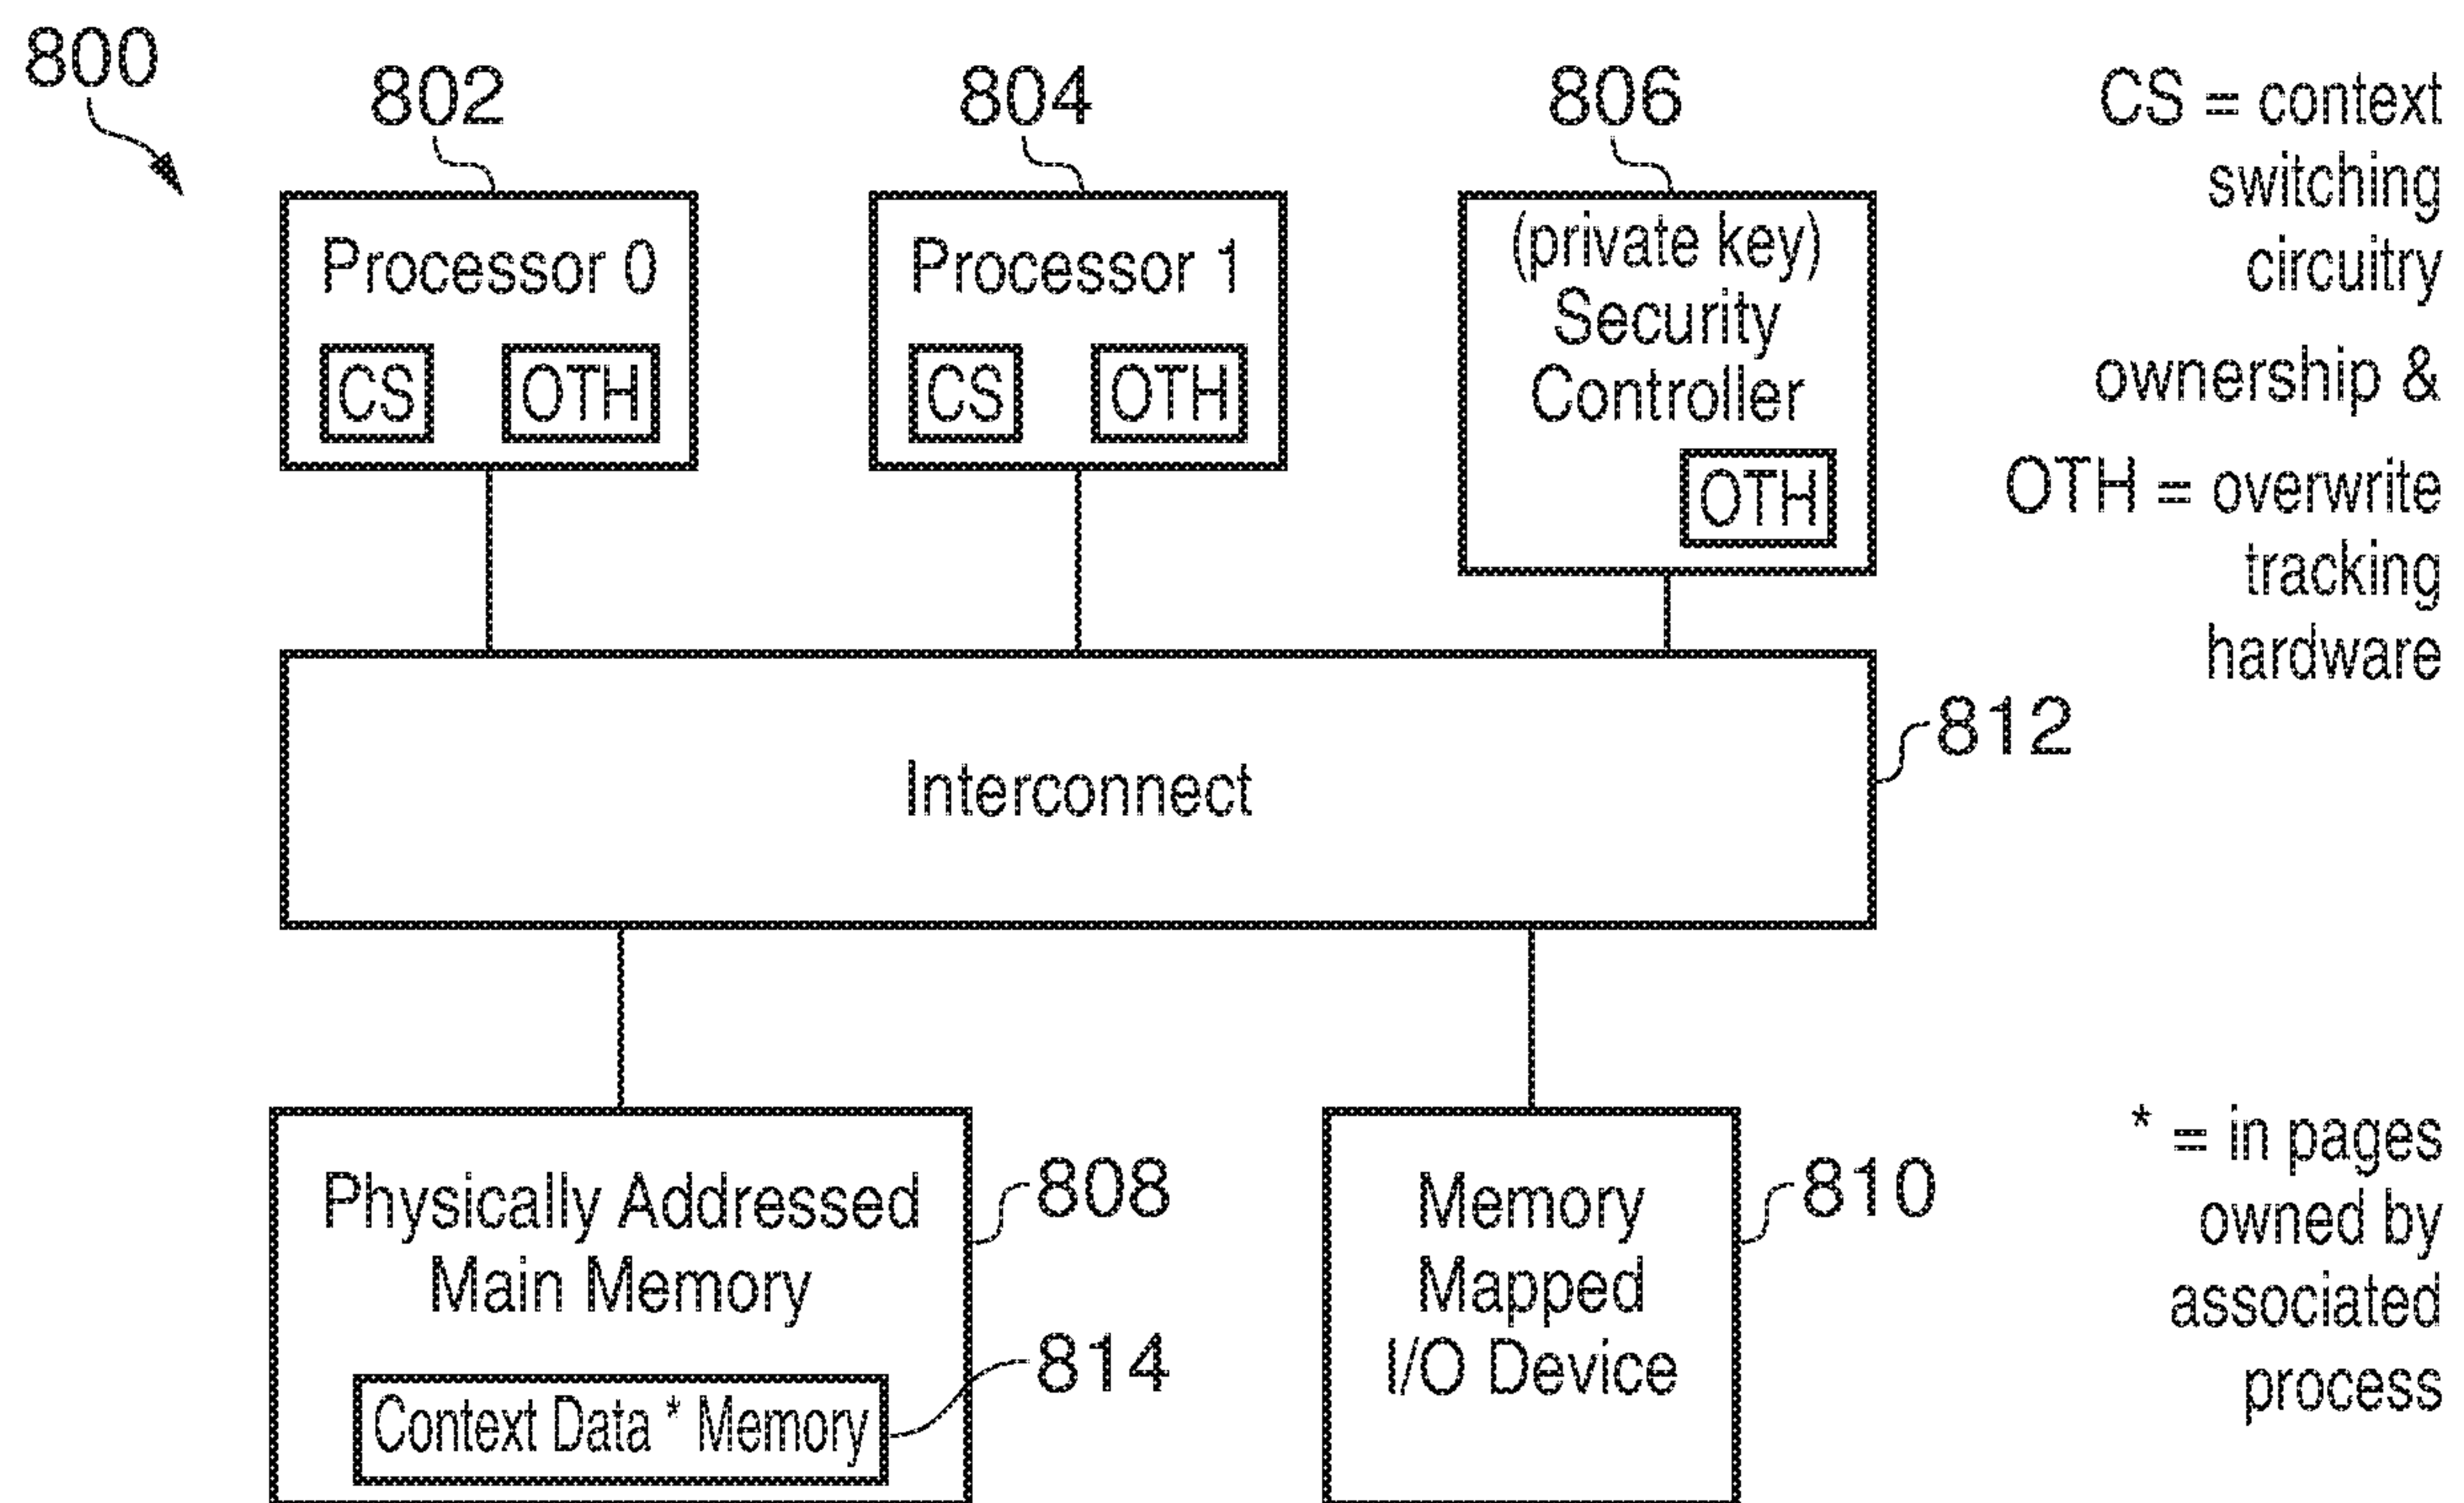 800
802
804
806
Processor 0
CS
OTH
Processor 1
CS
OTH
(private key)
Security
Controller
OTH
CS = context
switching
circuitry
ownership &
OTH = overwrite
tracking
hardware
Interconnect
812
Physically Addressed
Main Memory
808
Context Data * Memory
814
Memory
Mapped
I/O Device
810
* = in pages
owned by
associated
process